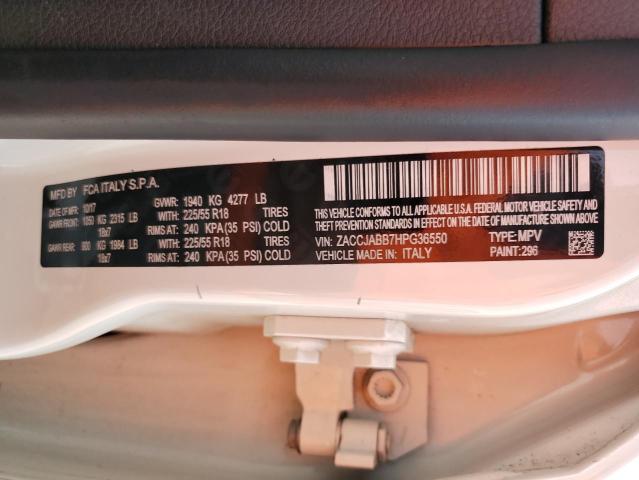 MFD BY FCA ITALY S.P.A.
DATE OF MFR: 10/17 GVWR: 1940 KG 4277 LB
GAWR FRONT: 1050 KG 2315 LB WITH: 225/55 R18 TIRES
18x7 RIMS AT: 240 KPA (35 PSI) COLD
GAWR REAR: 900 KG 1984 LB WITH: 225/55 R18 TIRES
18x7 RIMS AT: 240 KPA (35 PSI) COLD
THIS VEHICLE CONFORMS TO ALL APPLICABLE U.S.A. FEDERAL MOTOR VEHICLE SAFETY AND
THEFT PREVENTION STANDARDS IN EFFECT ON THE DATE OF MANUFACTURE SHOWN ABOVE.
VIN: ZACCJABB7HPG36550 TYPE: MPV
VEHICLE MADE IN: ITALY PAINT: 296